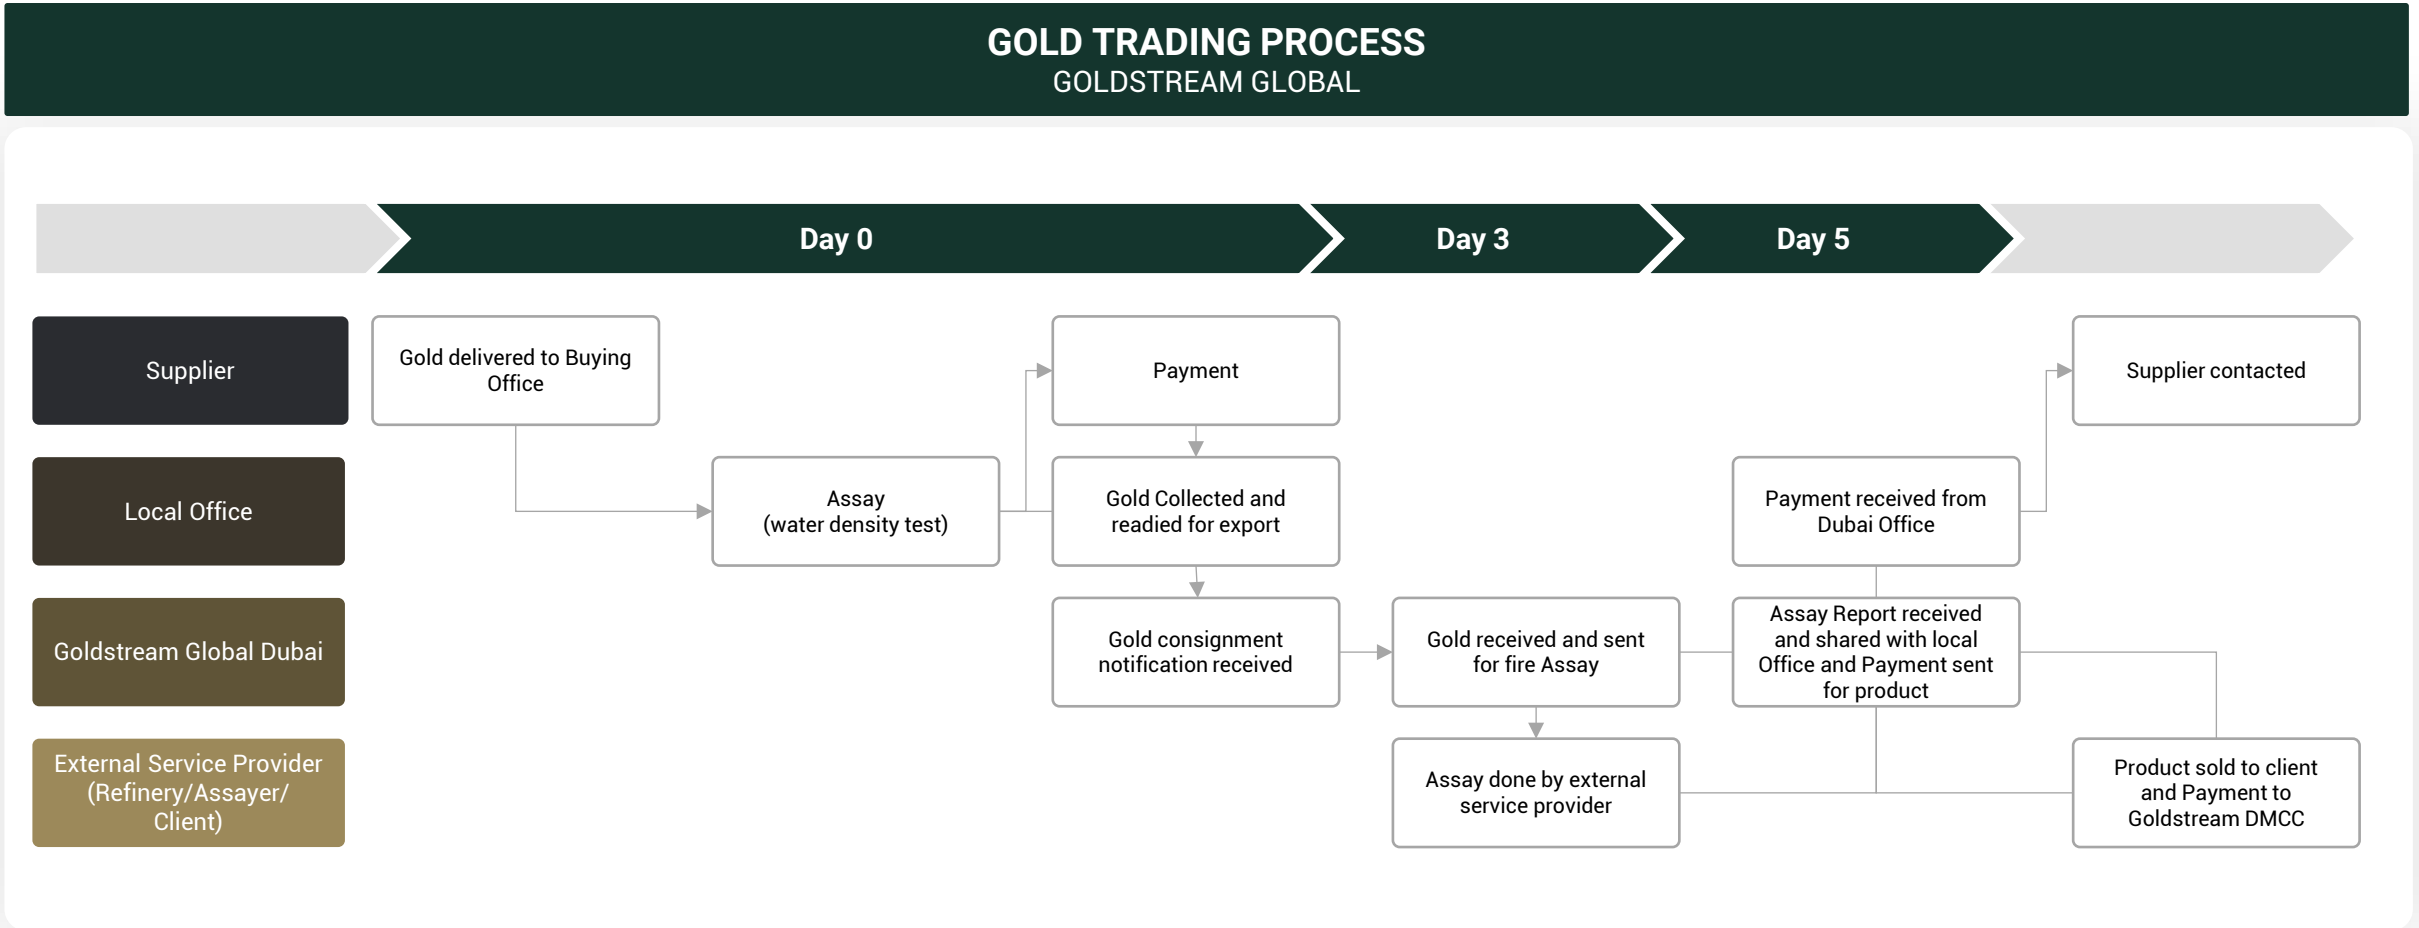 GOLD TRADING PROCESS
GOLDSTREAM GLOBAL
Day 0
Day 3
Day 5
Supplier
Gold delivered to Buying
Office
Payment
Supplier contacted
Local Office
Assay
(water density test)
Gold Collected and
readied for export
Payment received from
Dubai Office
Goldstream Global Dubai
Gold consignment
notification received
Gold received and sent
for fire Assay
Assay Report received
and shared with local
Office and Payment sent
for product
External Service Provider
(Refinery/Assayer/
Client)
Assay done by external
service provider
Product sold to client
and Payment to
Goldstream DMCC